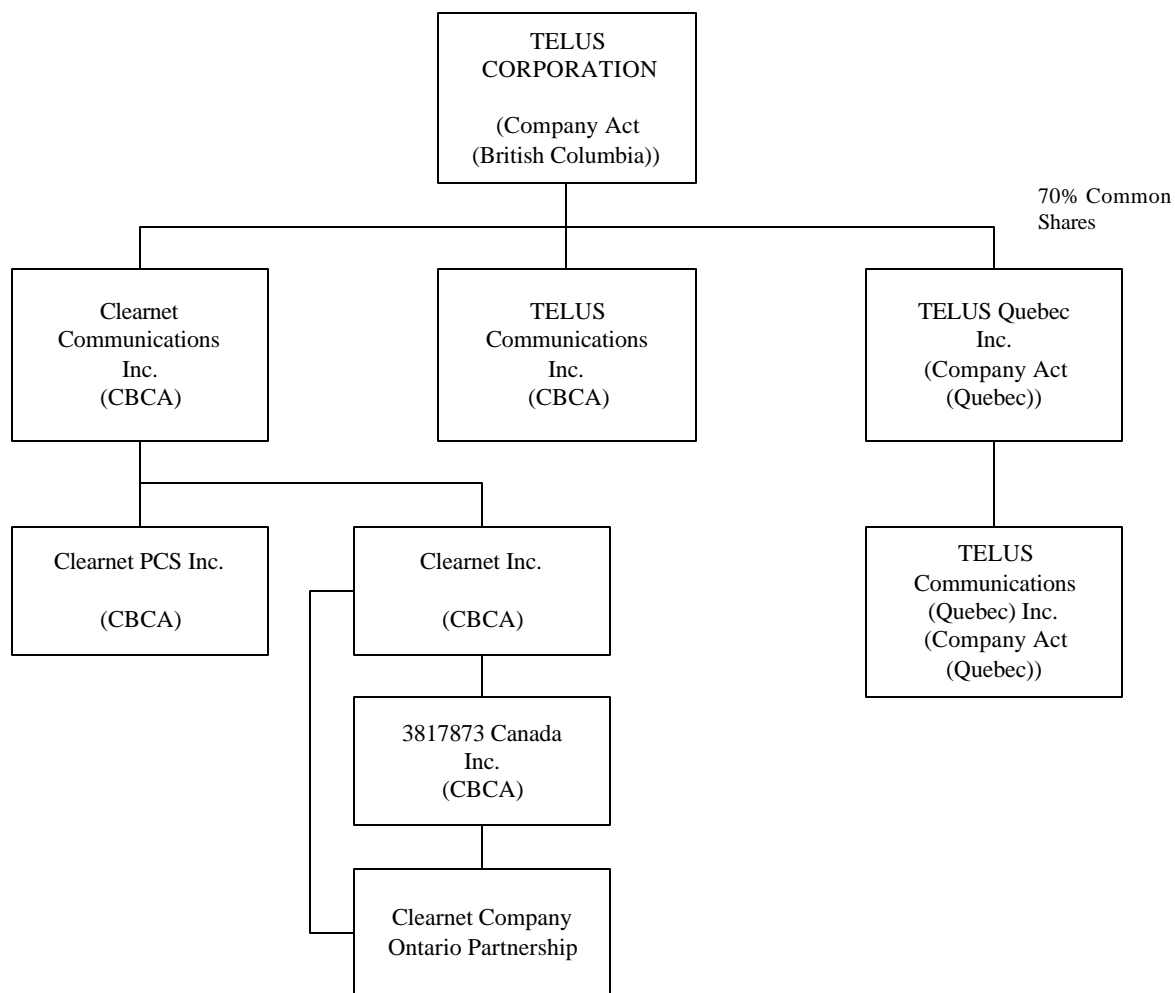 TELUS
CORPORATION
(Company Act
(British Columbia))
70% Common
Shares
Clearnet
Communications
Inc.
(CBCA)
TELUS
Communications
Inc.
(CBCA)
TELUS Quebec
Inc.
(Company Act
(Quebec))
Clearnet PCS Inc.
(CBCA)
Clearnet Inc.
(CBCA)
TELUS
Communications
(Quebec) Inc.
(Company Act
(Quebec))
3817873 Canada
Inc.
(CBCA)
Clearnet Company
Ontario Partnership